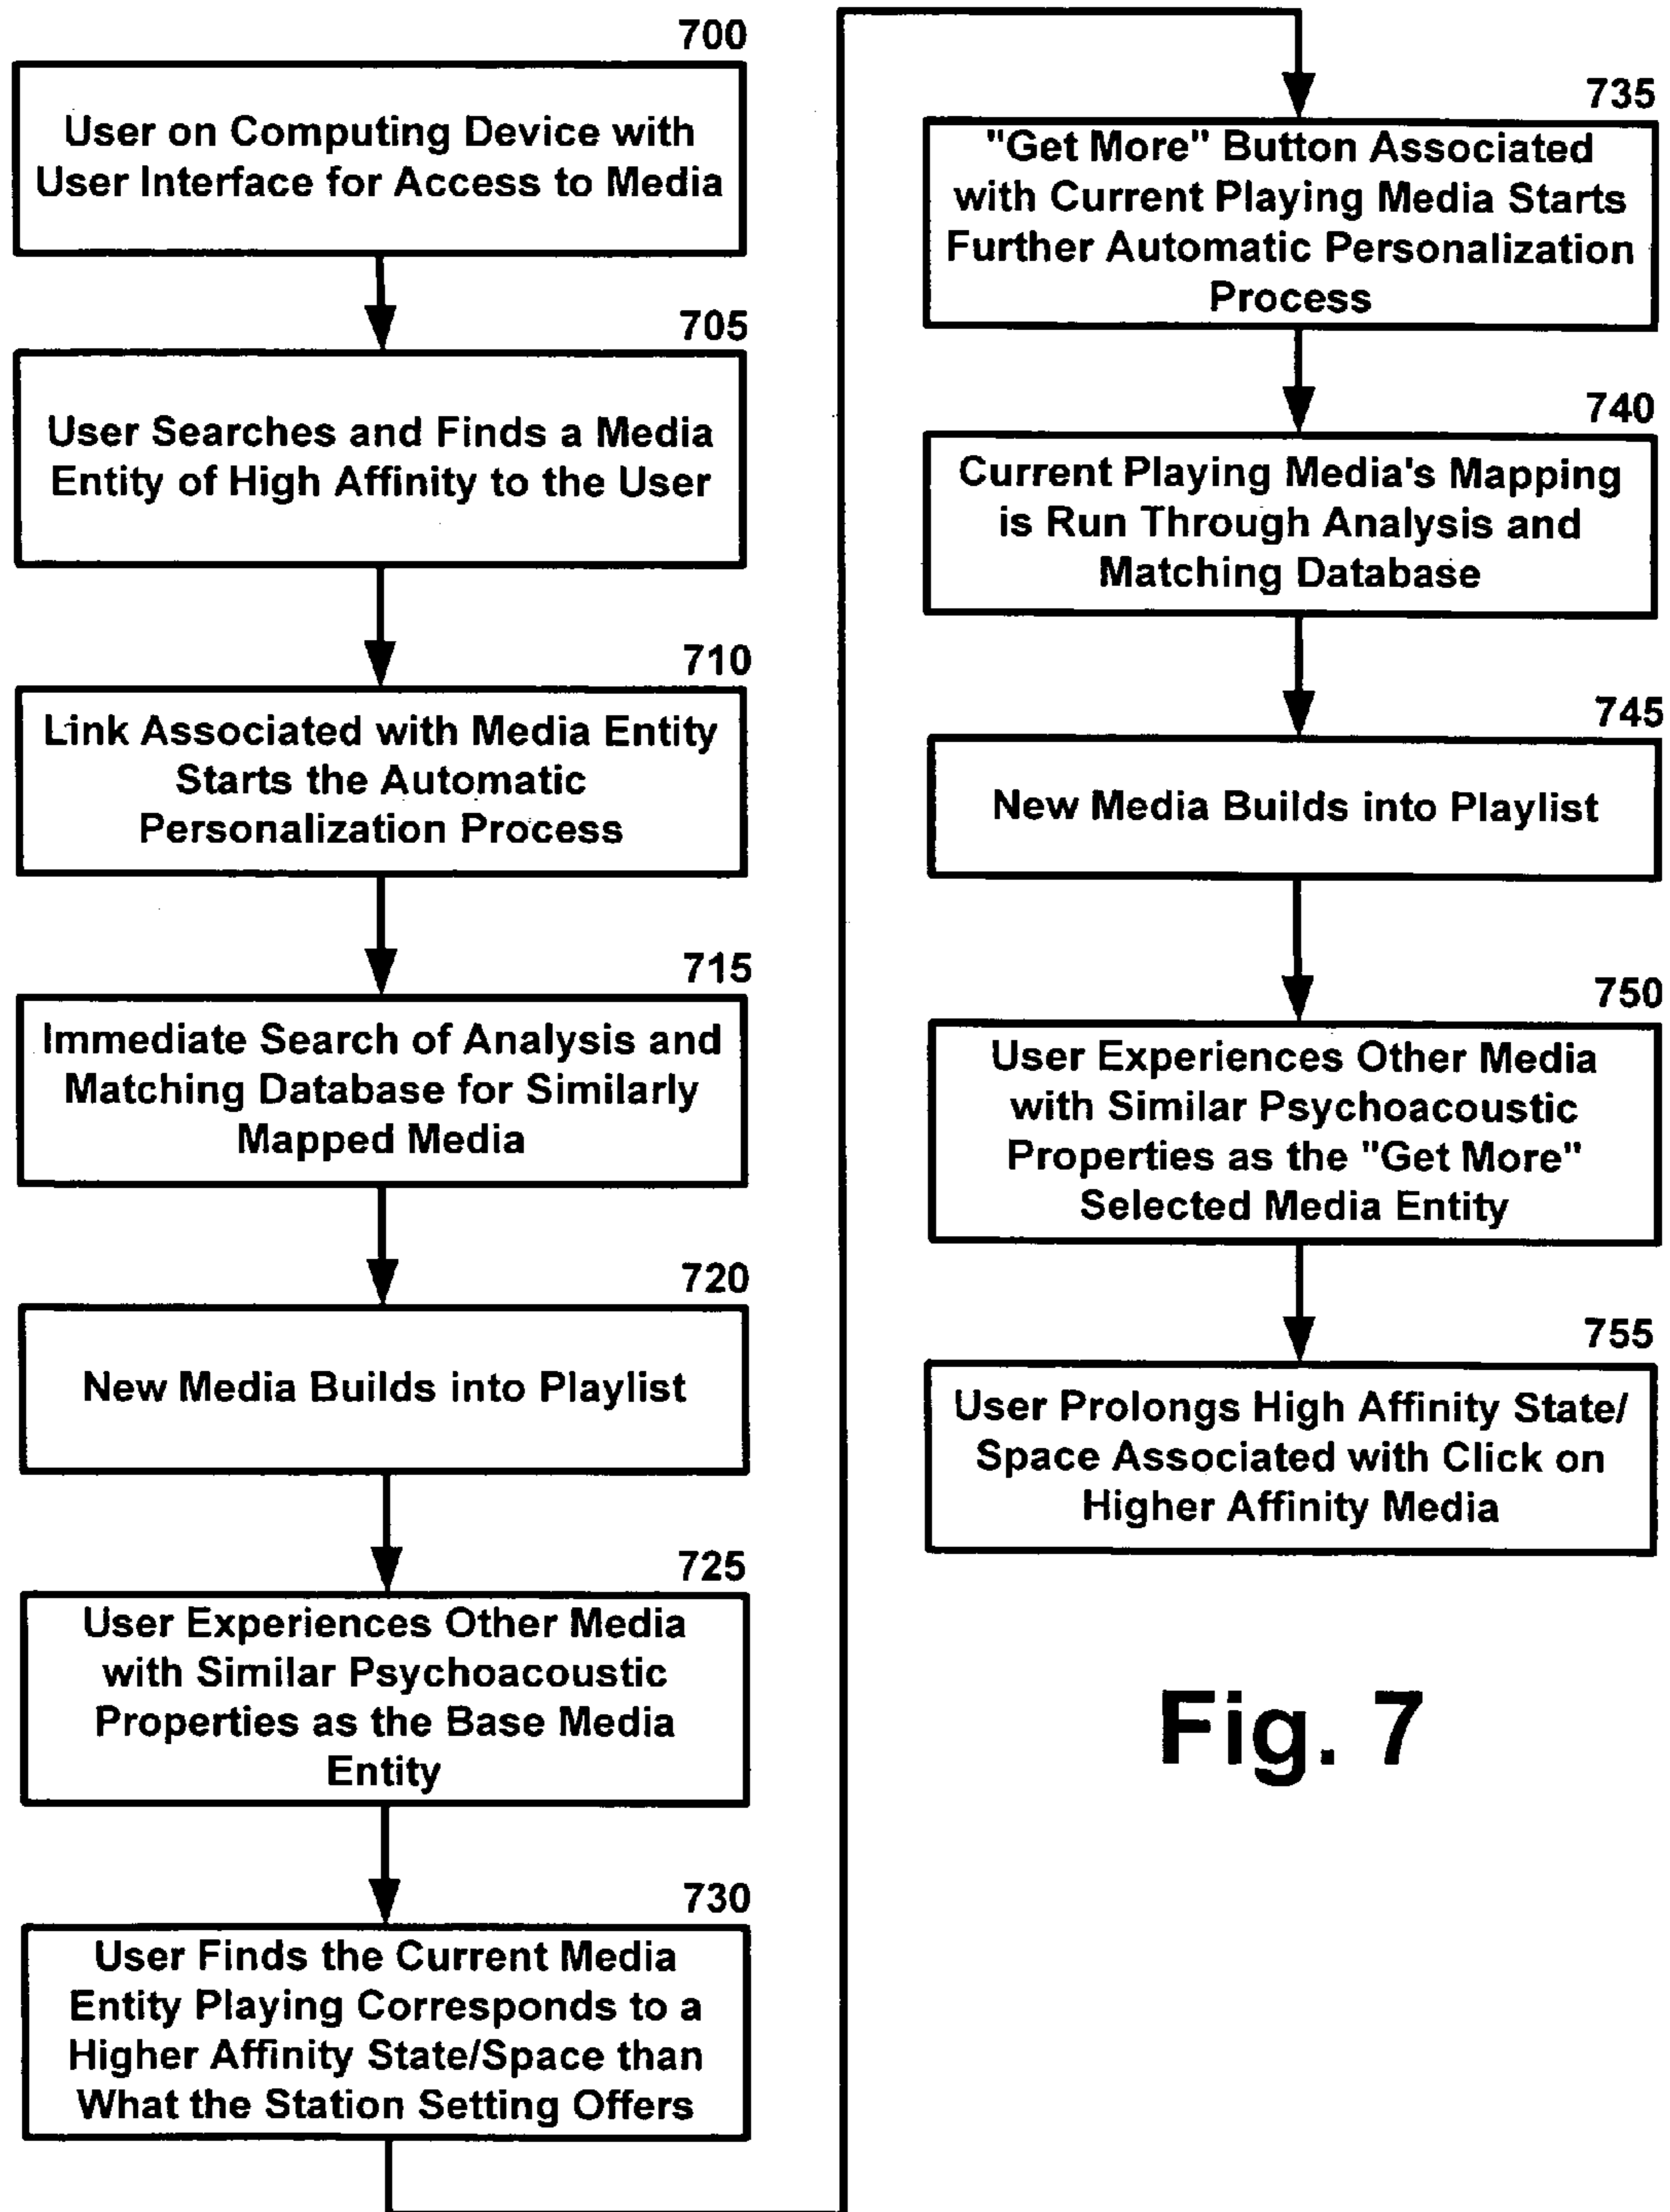 700
User on Computing Device with
User Interface for Access to Media
705
User Searches and Finds a Media
Entity of High Affinity to the User
710
Link Associated with Media Entity
Starts the Automatic
Personalization Process
715
Immediate Search of Analysis and
Matching Database for Similarly
Mapped Media
720
New Media Builds into Playlist
725
User Experiences Other Media
with Similar Psychoacoustic
Properties as the Base Media
Entity
730
User Finds the Current Media
Entity Playing Corresponds to a
Higher Affinity State/Space than
What the Station Setting Offers
735
"Get More" Button Associated
with Current Playing Media Starts
Further Automatic Personalization
Process
740
Current Playing Media's Mapping
is Run Through Analysis and
Matching Database
745
New Media Builds into Playlist
750
User Experiences Other Media
with Similar Psychoacoustic
Properties as the "Get More"
Selected Media Entity
755
User Prolongs High Affinity State/
Space Associated with Click on
Higher Affinity Media
Fig. 7